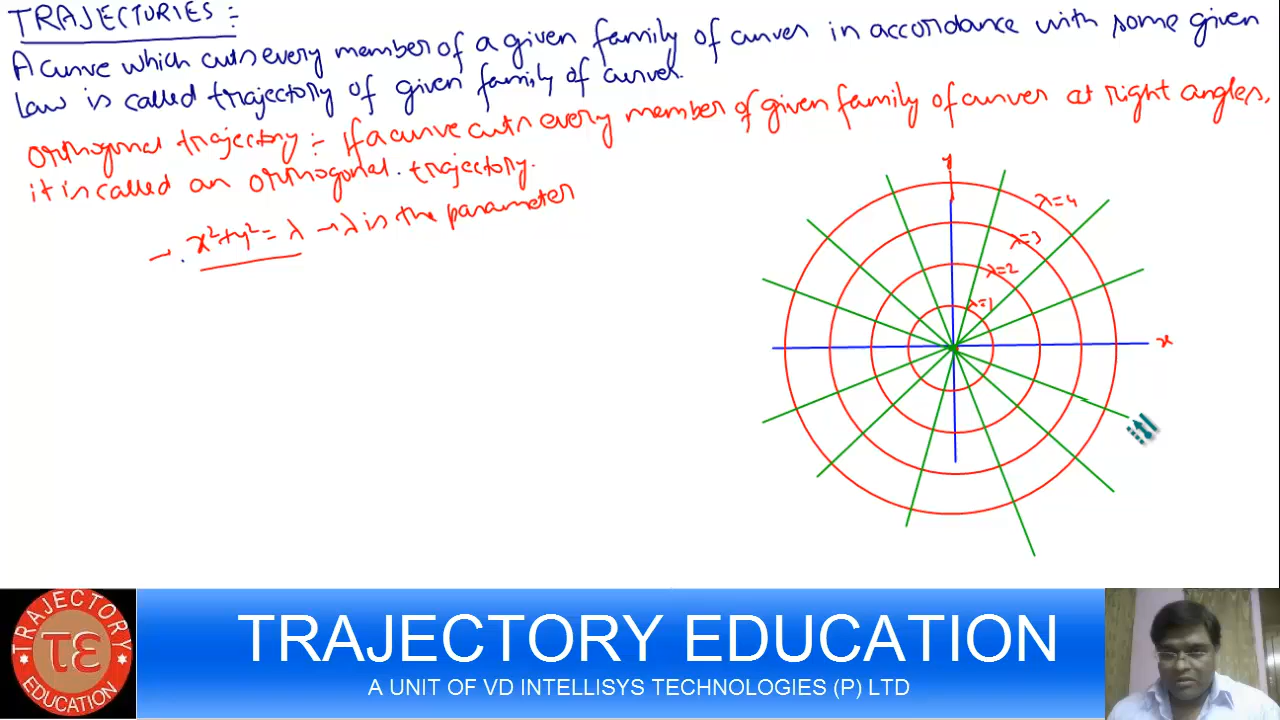 TRAJECTORIES :-
A curve which cuts every member of a given family of curves in accordance with some given
law is called trajectory of given family of curves.
Orthogonal trajectory :- If a curve cuts every member of given family of curves at right angles,
it is called an orthogonal trajectory.
→ x²+y² = λ → λ is the parameter
y
λ=4
λ=3
λ=2
λ=1
x
TRAJECTORY
TE
EDUCATION
TRAJECTORY EDUCATION
A UNIT OF VD INTELLISYS TECHNOLOGIES (P) LTD